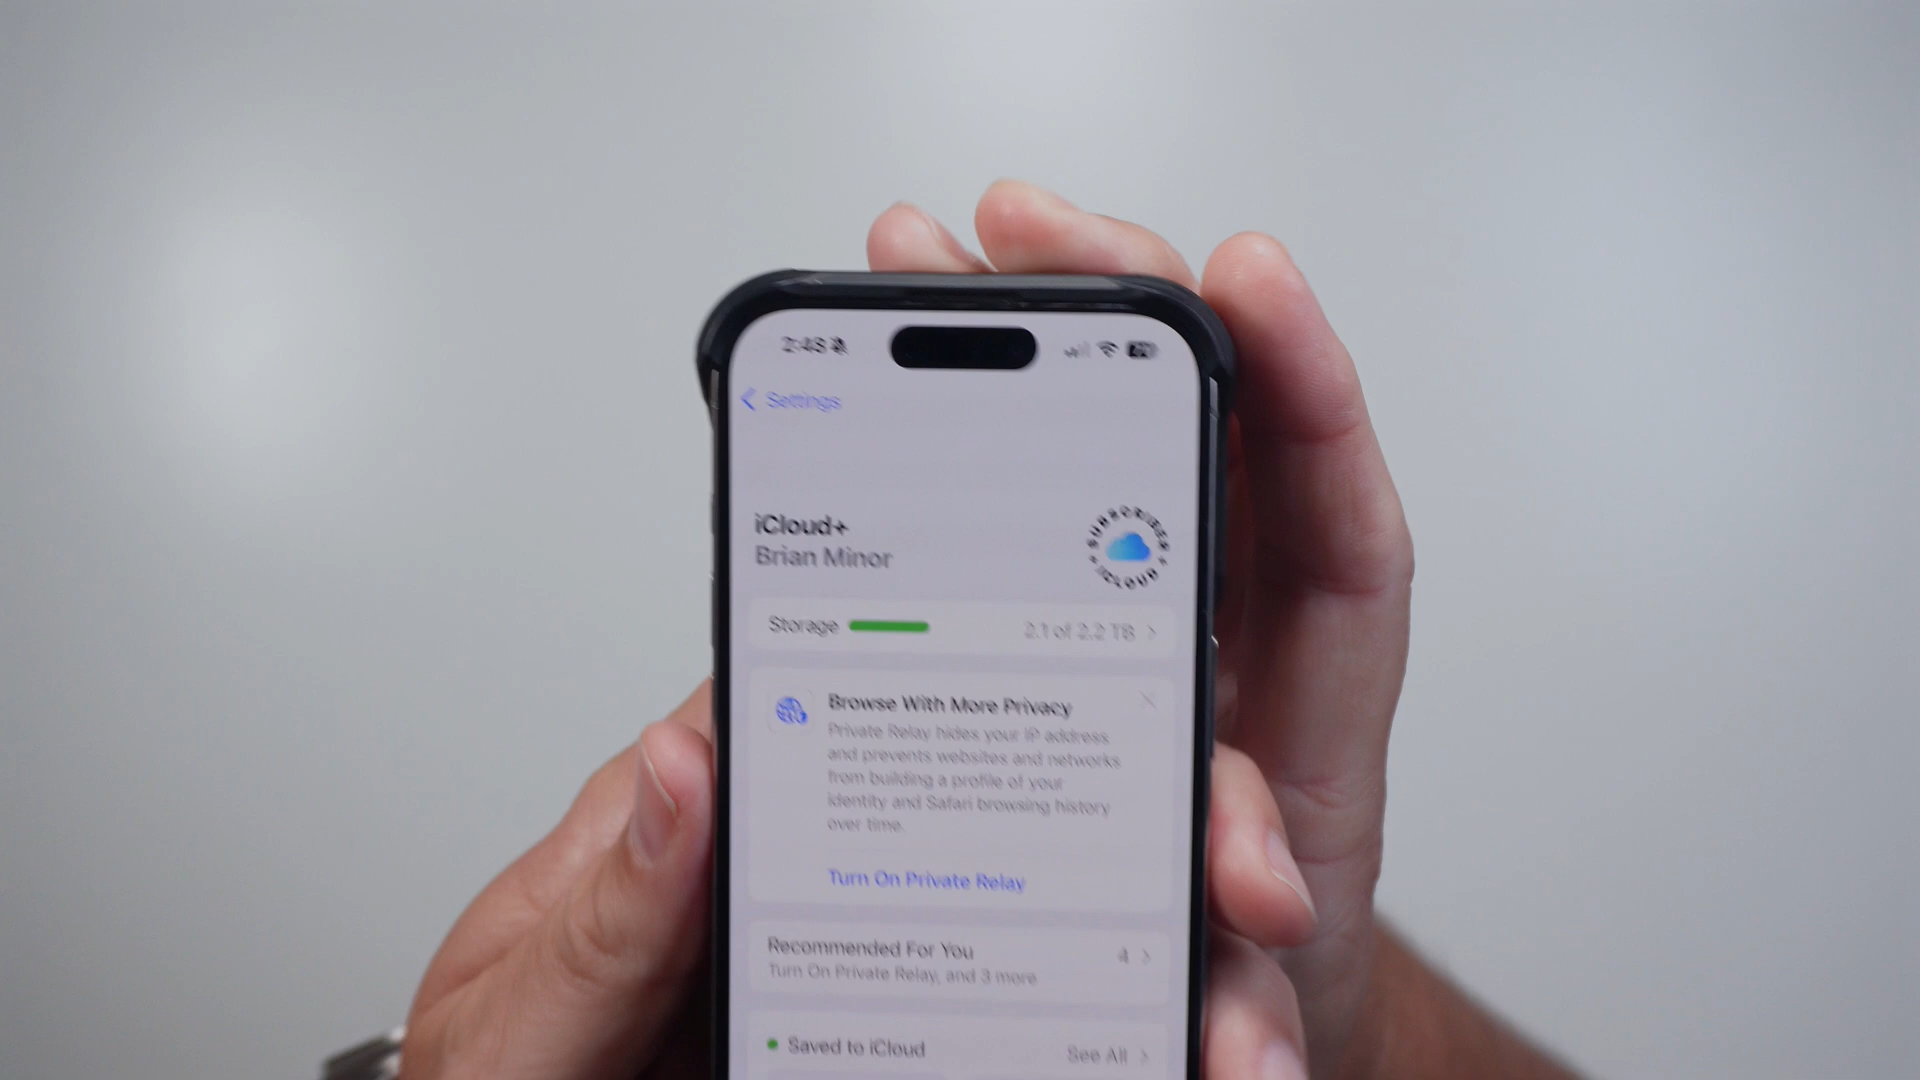 2:48
Settings
iCloud+
Brian Minor
SUBSCRIBER
iCLOUD
Storage
2.1 of 2.2 TB
Browse With More Privacy
Private Relay hides your IP address
and prevents websites and networks
from building a profile of your
identity and Safari browsing history
over time.
Turn On Private Relay
Recommended For You
4
Turn On Private Relay, and 3 more
Saved to iCloud
See All